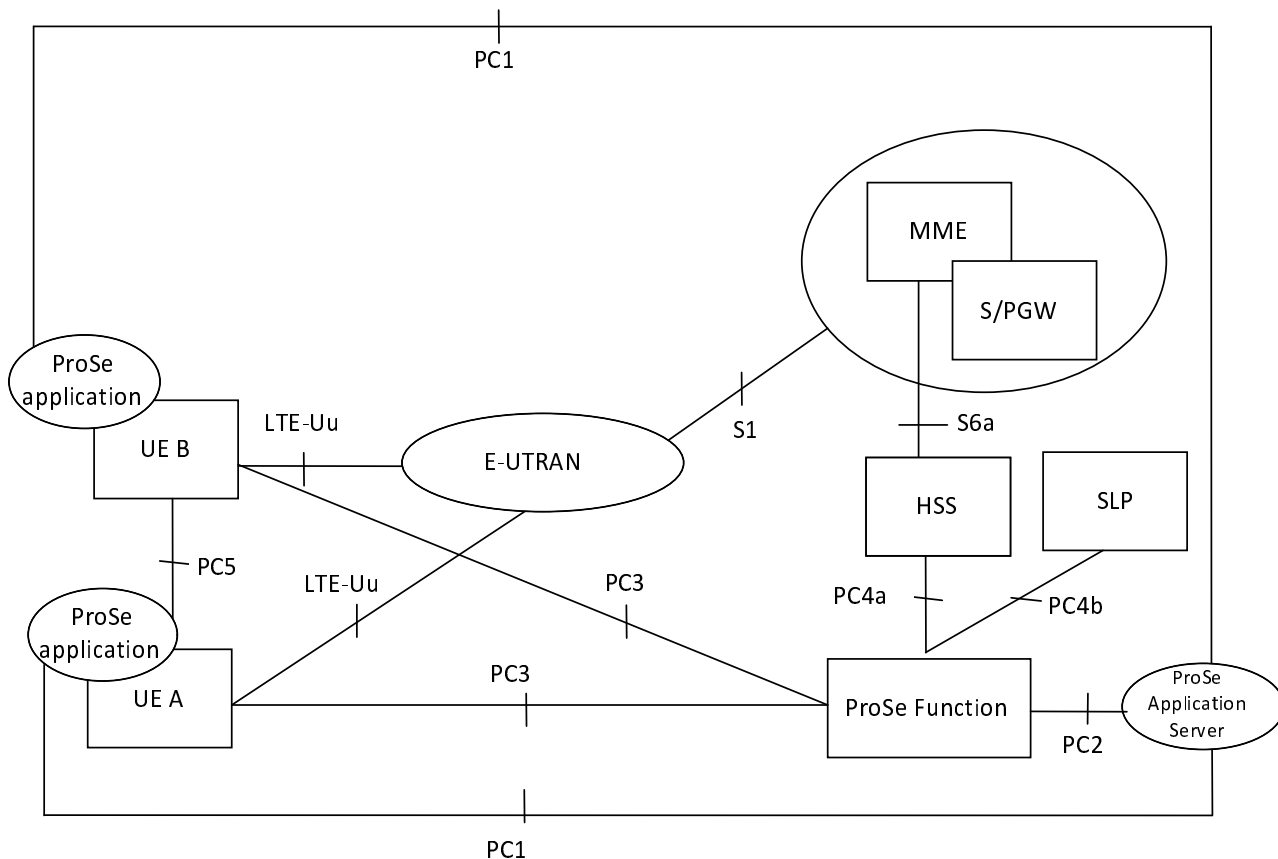 PC1
MME
S/PGW
ProSe
application
UE B
LTE-Uu
E-UTRAN
S1
S6a
HSS
SLP
PC5
LTE-Uu
PC3
PC4a
PC4b
ProSe
application
UE A
PC3
ProSe Function
ProSe
Application
Server
PC2
PC1